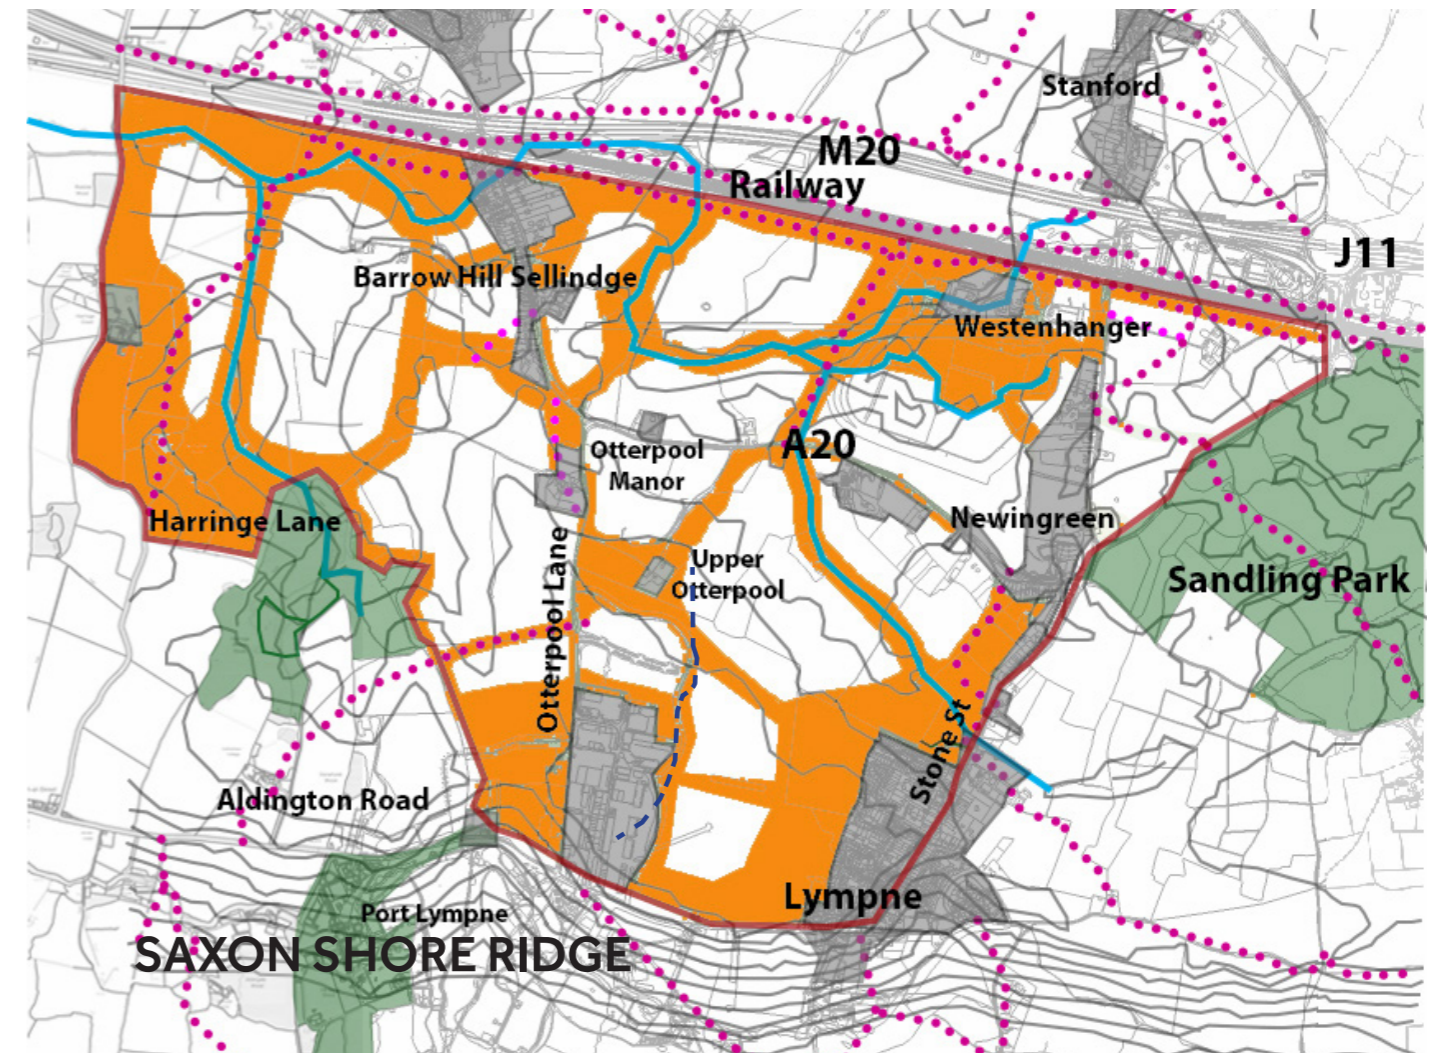 Stanford
M20
Railway
J11
Barrow Hill Sellindge
Westenhanger
A20
Otterpool
Manor
Harringe Lane
Newingreen
Upper
Otterpool
Sandling Park
Otterpool Lane
Stone St
Aldington Road
Lympne
Port Lympne
SAXON SHORE RIDGE